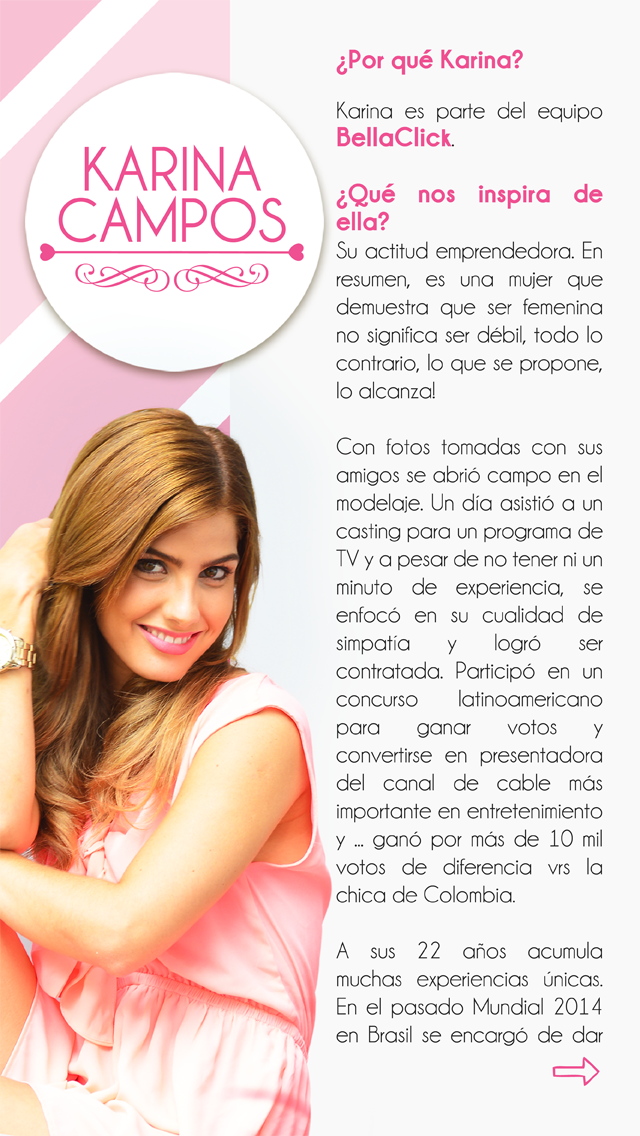 KARINA
CAMPOS
¿Por qué Karina?
Karina es parte del equipo
BellaClick.
¿Qué nos inspira de
ella?
Su actitud emprendedora. En
resumen, es una mujer que
demuestra que ser femenina
no significa ser débil, todo lo
contrario, lo que se propone,
lo alcanza!
Con fotos tomadas con sus
amigos se abrió campo en el
modelaje. Un día asistió a un
casting para un programa de
TV y a pesar de no tener ni un
minuto de experiencia, se
enfocó en su cualidad de
simpatía y logró ser
contratada. Participó en un
concurso latinoamericano
para ganar votos y
convertirse en presentadora
del canal de cable más
importante en entretenimiento
y ... ganó por más de 10 mil
votos de diferencia vrs la
chica de Colombia.
A sus 22 años acumula
muchas experiencias únicas.
En el pasado Mundial 2014
en Brasil se encargó de dar